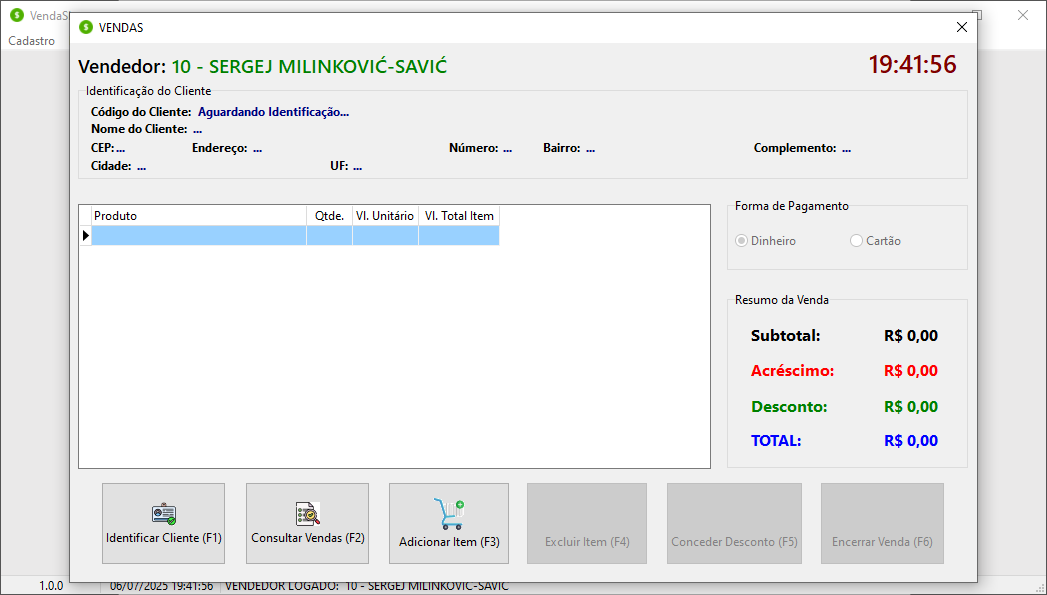 VendaS
VENDAS
Cadastro
Vendedor: 10 - SERGEJ MILINKOVIĆ-SAVIĆ 19:41:56
Identificação do Cliente
Código do Cliente: Aguardando Identificação...
Nome do Cliente: ...
CEP: ... Endereço: ... Número: ... Bairro: ... Complemento: ...
Cidade: ... UF: ...
Produto Qtde. Vl. Unitário Vl. Total Item
Forma de Pagamento
Dinheiro Cartão
Resumo da Venda
Subtotal: R$ 0,00
Acréscimo: R$ 0,00
Desconto: R$ 0,00
TOTAL: R$ 0,00
Identificar Cliente (F1) Consultar Vendas (F2) Adicionar Item (F3) Excluir Item (F4) Conceder Desconto (F5) Encerrar Venda (F6)
1.0.0 06/07/2025 19:41:56 VENDEDOR LOGADO: 10 - SERGEJ MILINKOVIĆ-SAVIĆ